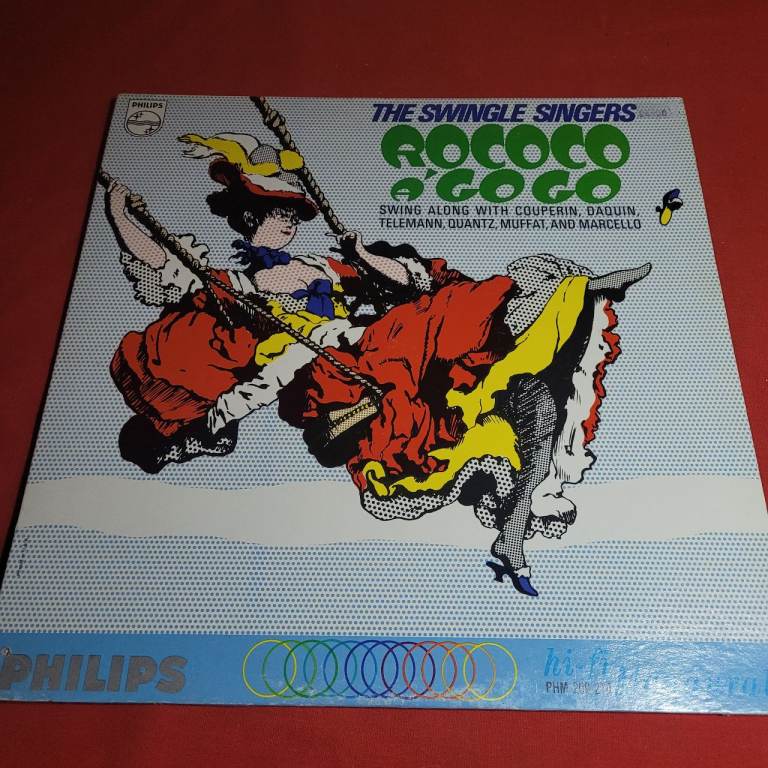 PHILIPS
THE SWINGLE SINGERS
ROCOCO
A'GO GO
SWING ALONG WITH COUPERIN, DAQUIN,
TELEMANN, QUANTZ, MUFFAT, AND MARCELLO
PHILIPS
hi-fi
PHM